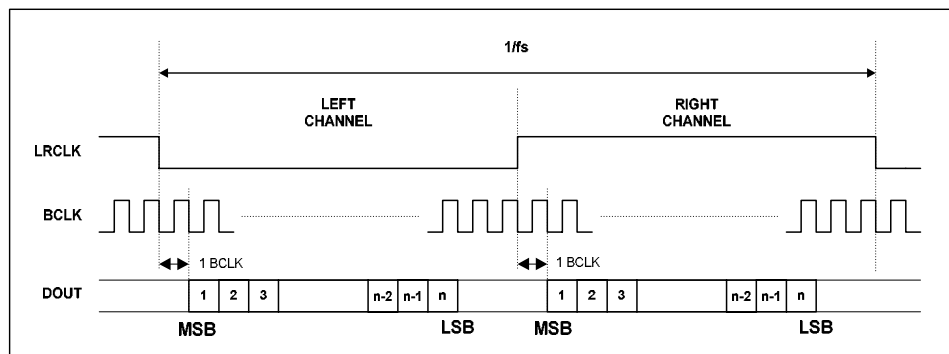 1/fs
LEFT
CHANNEL
RIGHT
CHANNEL
LRCLK
BCLK
1 BCLK
1 BCLK
DOUT
1 2 3 n-2 n-1 n 1 2 3 n-2 n-1 n
MSB LSB MSB LSB